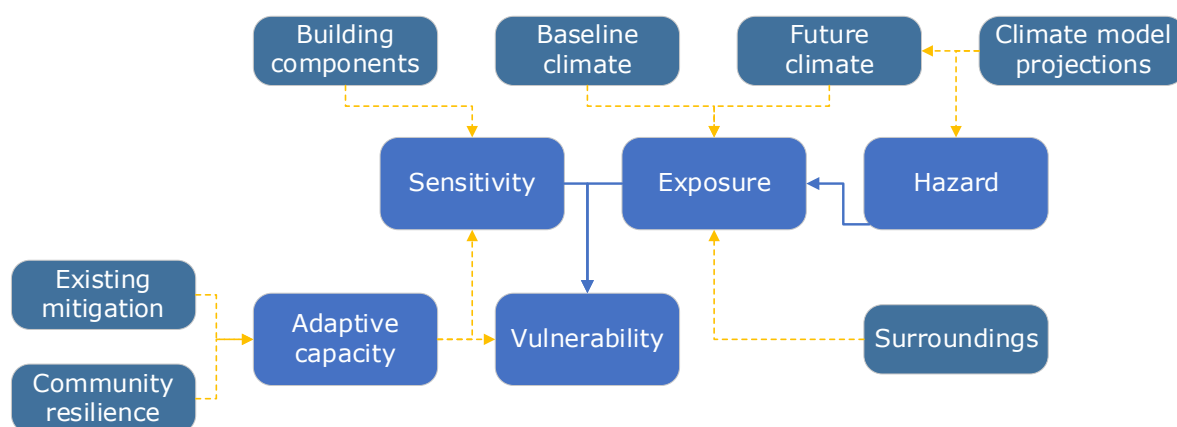 Building
components
Baseline
climate
Future
climate
Climate model
projections
Sensitivity
Exposure
Hazard
Existing
mitigation
Adaptive
capacity
Vulnerability
Surroundings
Community
resilience